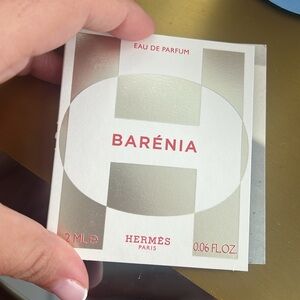 EAU DE PARFUM
BARÉNIA
HERMÈS
PARIS
2 ML ℮
0.06 FL.OZ